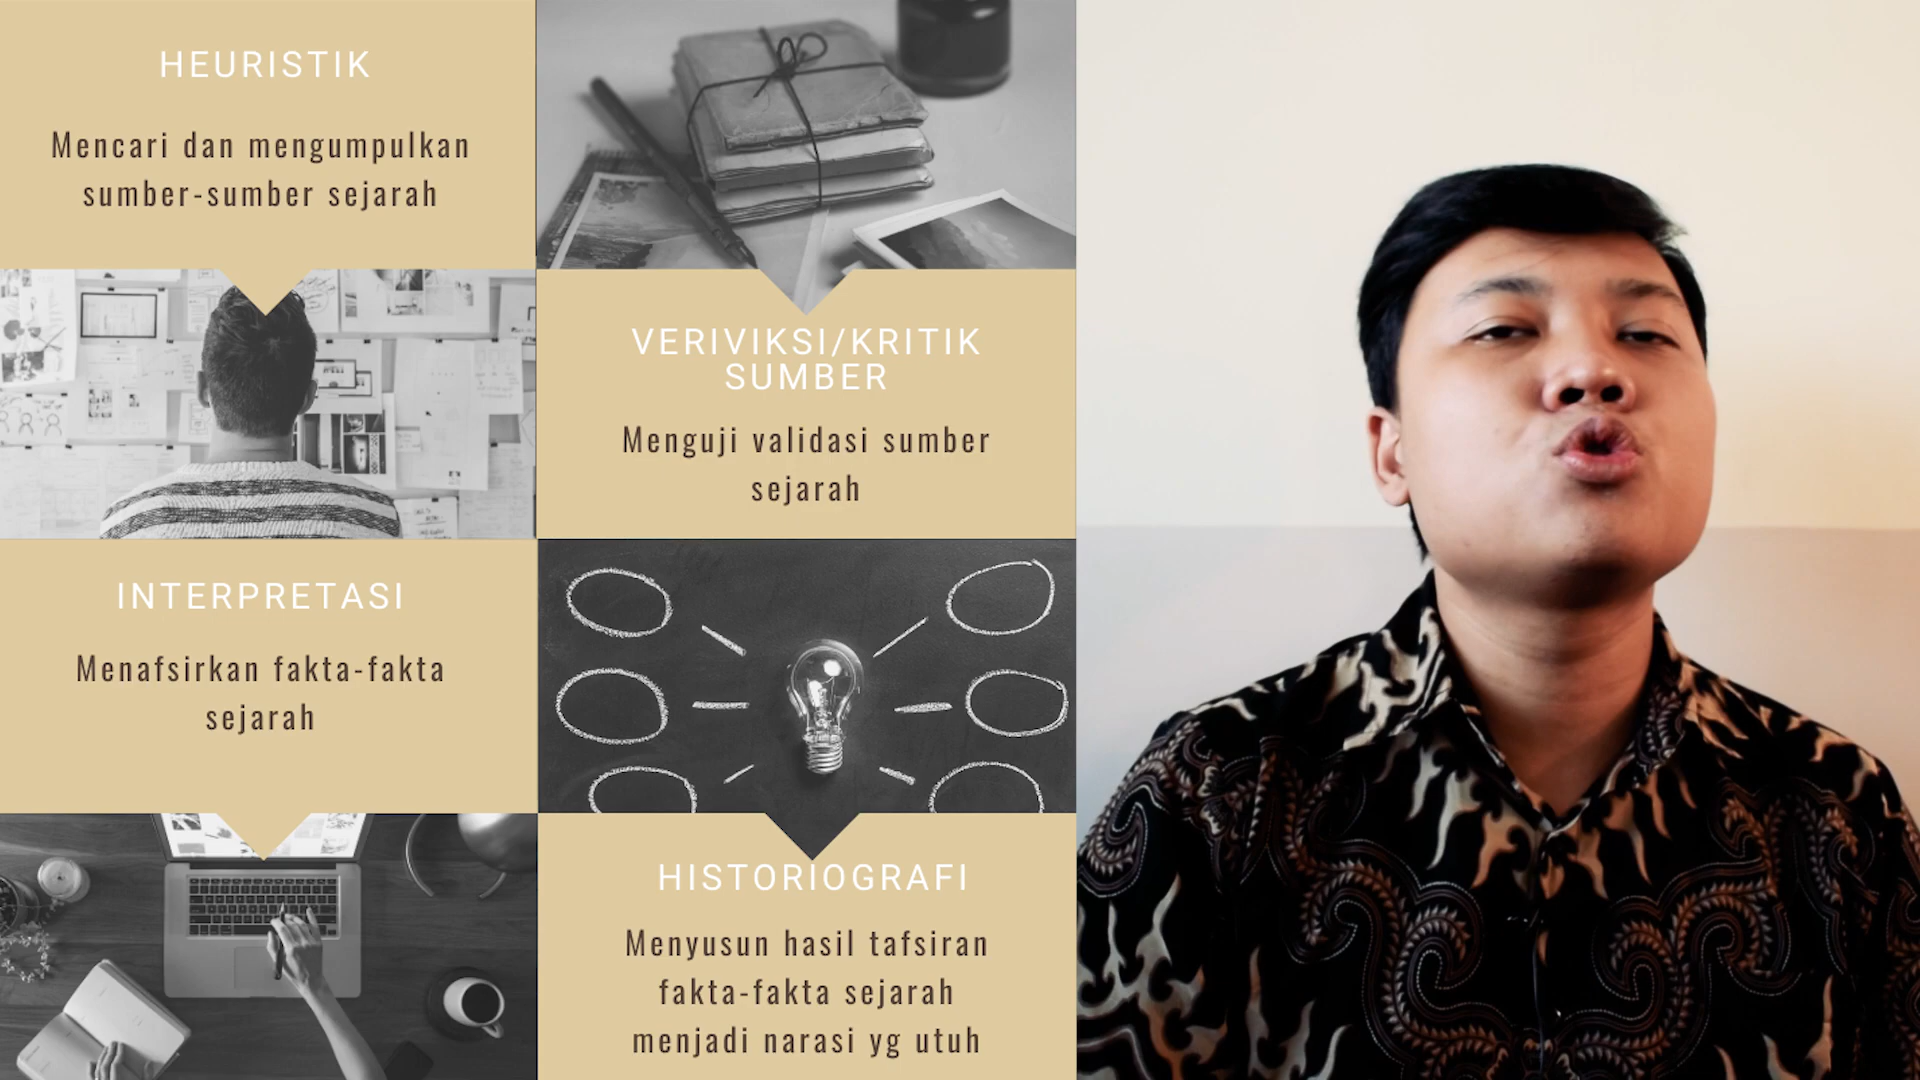 HEURISTIK
Mencari dan mengumpulkan
sumber-sumber sejarah
VERIVIKSI/KRITIK
SUMBER
Menguji validasi sumber
sejarah
INTERPRETASI
Menafsirkan fakta-fakta
sejarah
HISTORIOGRAFI
Menyusun hasil tafsiran
fakta-fakta sejarah
menjadi narasi yg utuh